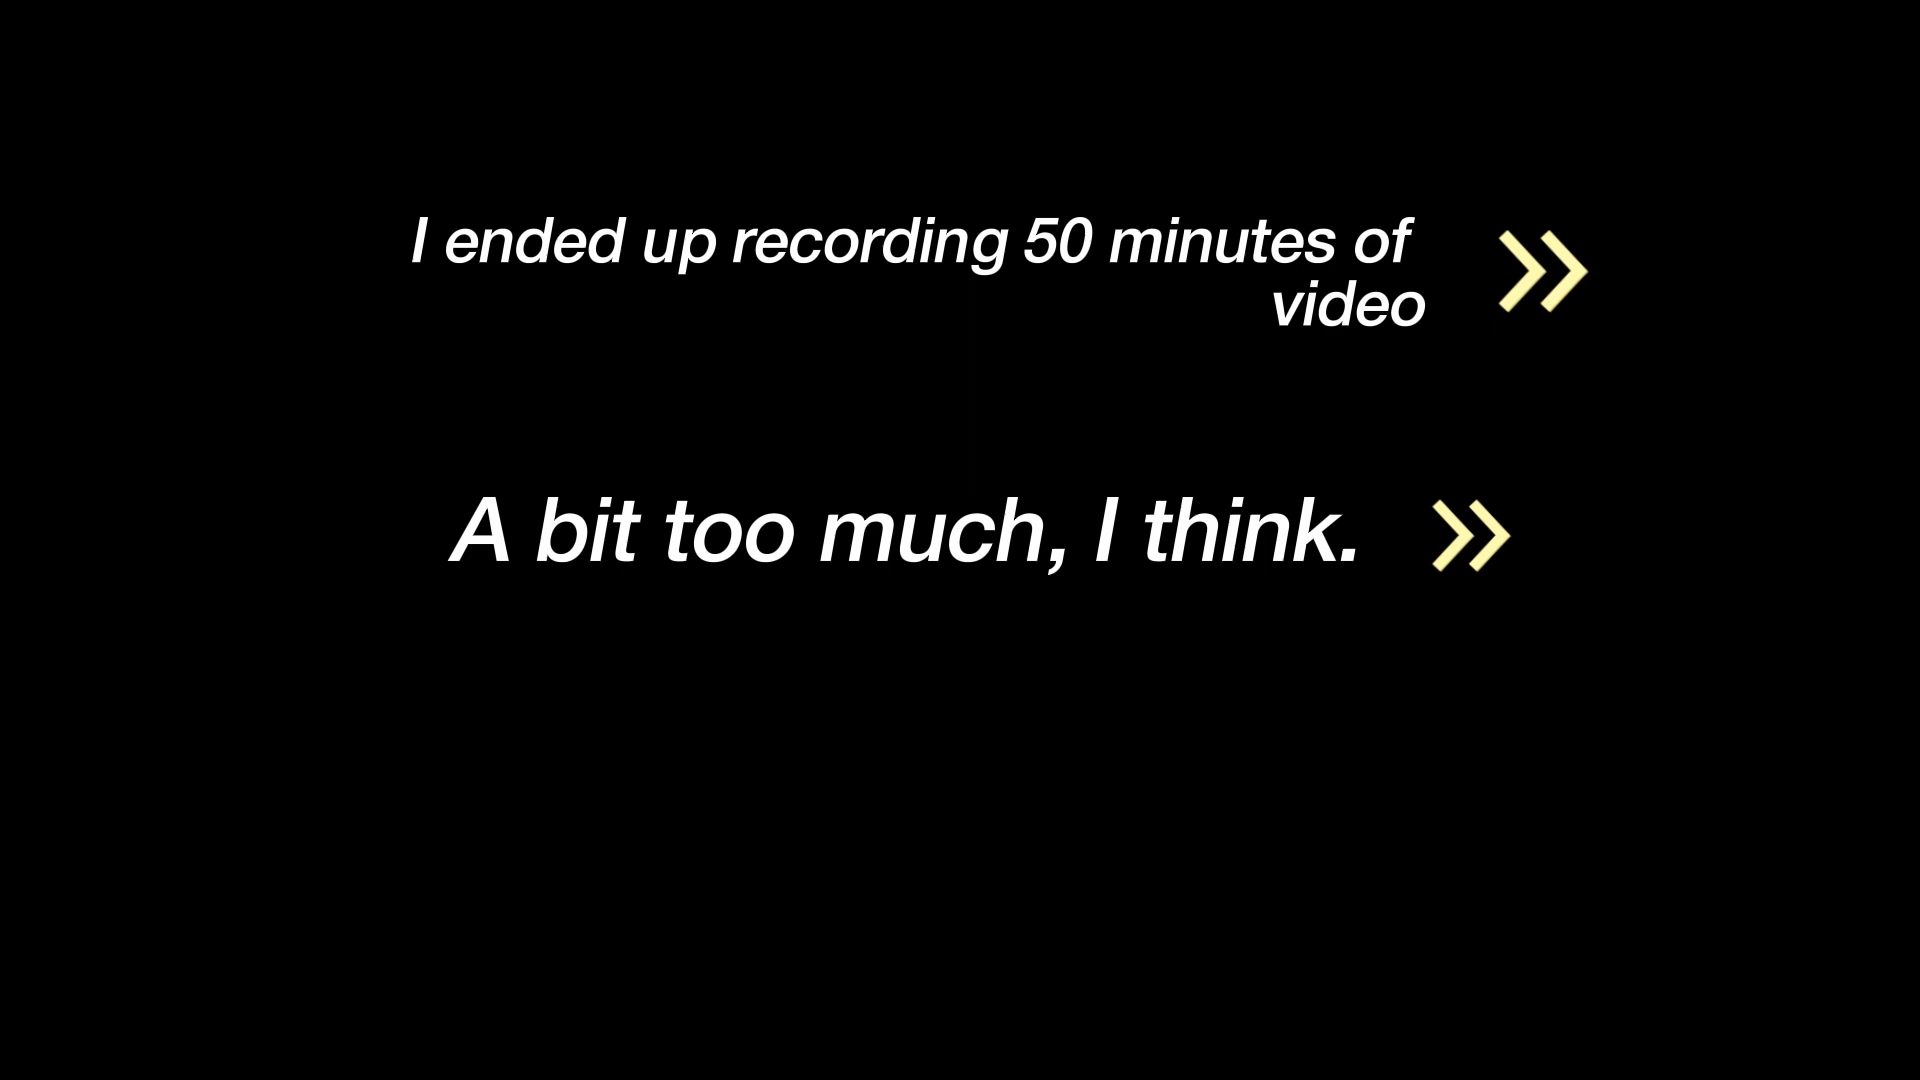 I ended up recording 50 minutes of
video
A bit too much, I think.